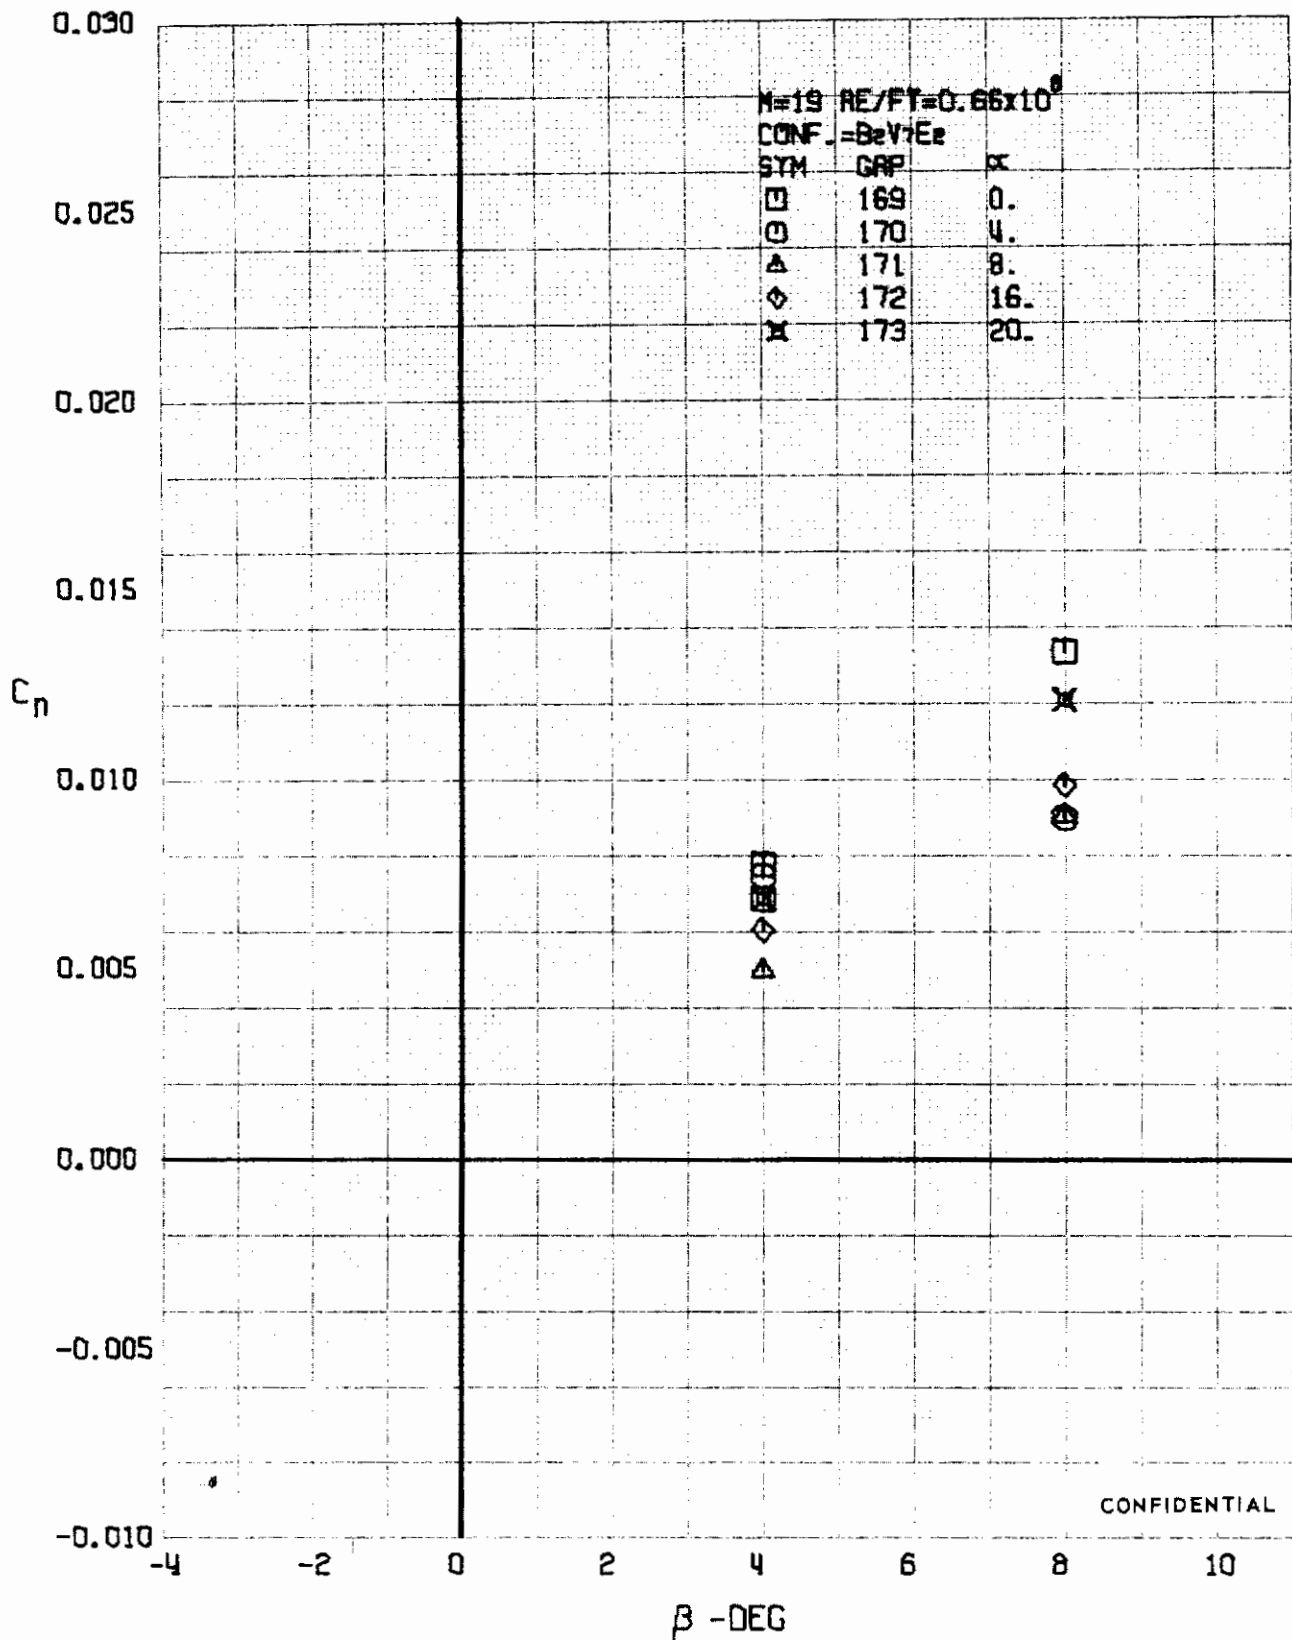 0.030
0.025
0.020
0.015
0.010
0.005
0.000
-0.005
-0.010
Cn
M=19 RE/FT=0.66x10
CONF.=B2V7E2
SYM GRP α
169 0.
170 4.
171 8.
172 16.
173 20.
CONFIDENTIAL
-4 -2 0 2 4 6 8 10
β -DEG